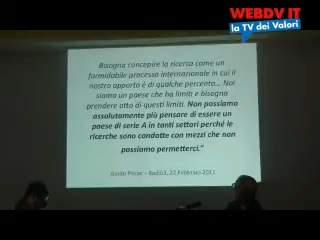 WEBDV IT
la TV dei Valori
Bisogna concepire la ricerca come un
formidabile processo internazionale in cui il
nostro apporto è di qualche percento... Noi
siamo un paese che ha limiti e bisogna
prendere atto di questi limiti. Non possiamo
assolutamente più pensare di essere un
paese di serie A in tanti settori perché le
ricerche sono condotte con mezzi che non
possiamo permetterci."
Guido Possa – Radio3, 22 Febbraio 2011